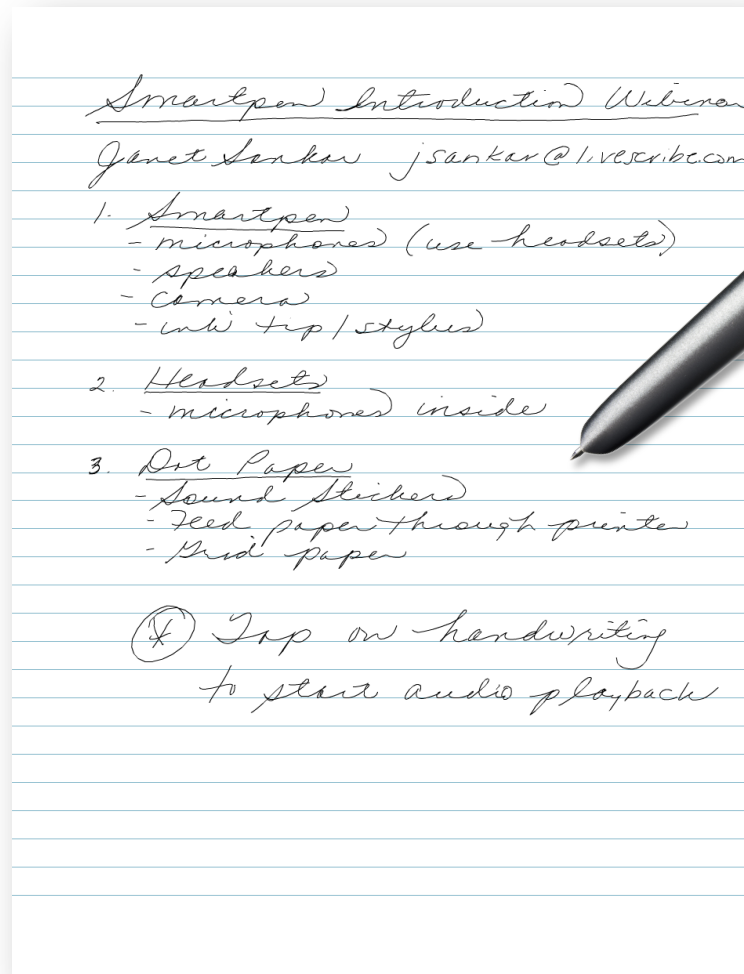 Smartpen Introduction Webinar
Janet Sankar jsankar@livescribe.com
1. Smartpen
- microphones (use headsets)
- speakers
- camera
- ink tip / stylus
2. Headsets
- microphones inside
3. Dot Paper
- Sound Stickers
- Feed paper through printer
- Grid paper
* Tap on handwriting
to start audio playback